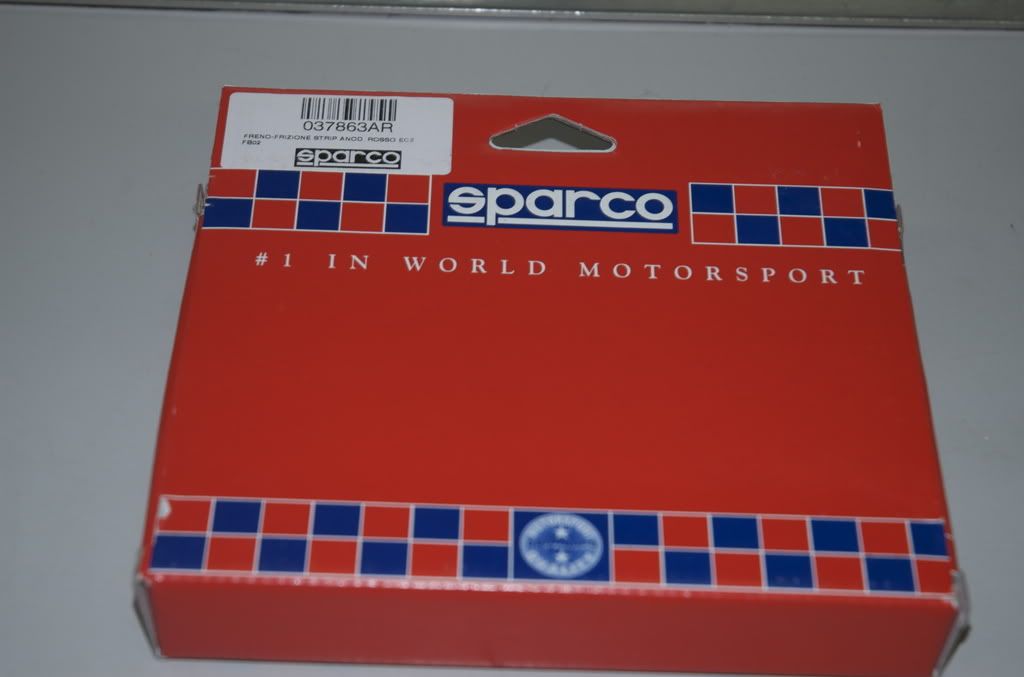 037863AR
FRENO-FRIZIONE STRIP ANOD. ROSSO EC2
FB02
sparco
sparco
#1 IN WORLD MOTORSPORT